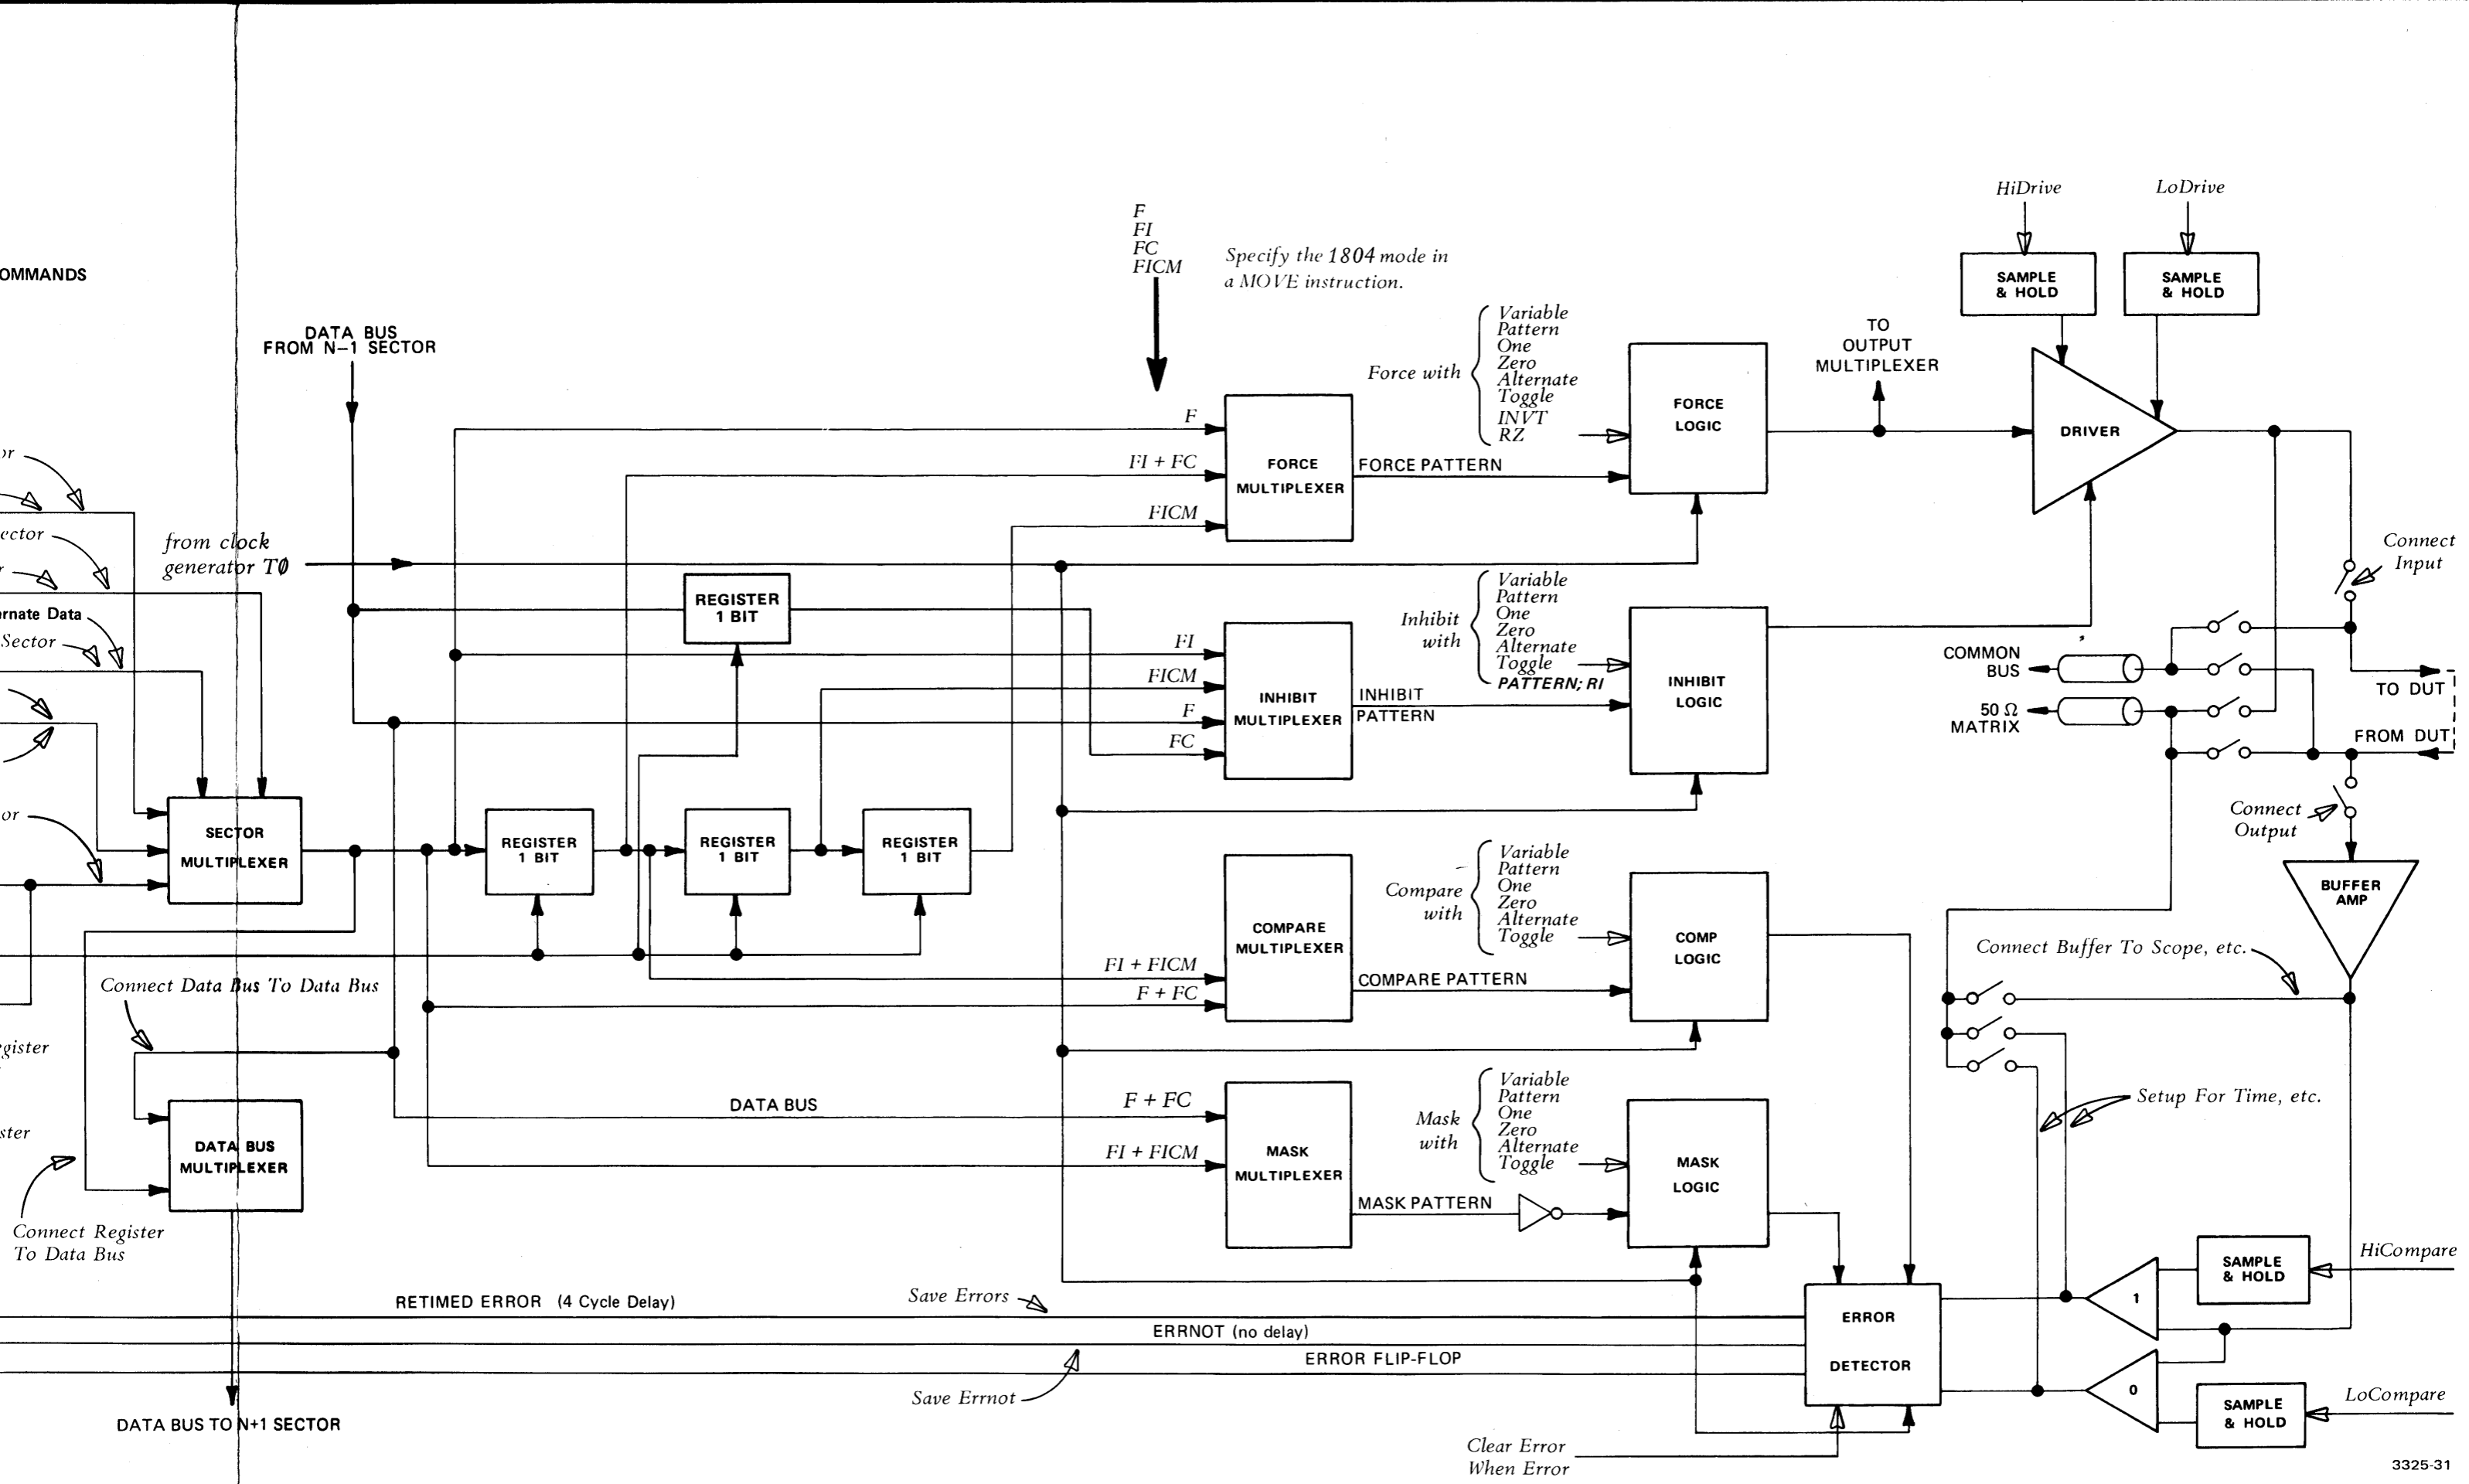 HiDrive
LoDrive
SAMPLE
& HOLD
SAMPLE
& HOLD
F
FI
FC
FICM
Specify the 1804 mode in
a MOVE instruction.
OMMANDS
DATA BUS
FROM N–1 SECTOR
Force with
Variable
Pattern
One
Zero
Alternate
Toggle
INVT
RZ
FORCE
LOGIC
TO
OUTPUT
MULTIPLEXER
DRIVER
F
FI + FC
FICM
FORCE
MULTIPLEXER
FORCE PATTERN
or
ector
r
from clock
generator TØ
Connect
Input
REGISTER
1 BIT
Inhibit
with
Variable
Pattern
One
Zero
Alternate
Toggle
PATTERN; RI
INHIBIT
LOGIC
ernate Data
Sector
FI
FICM
F
FC
INHIBIT
MULTIPLEXER
INHIBIT
PATTERN
COMMON
BUS
50 Ω
MATRIX
TO DUT
FROM DUT
or
SECTOR
MULTIPLEXER
REGISTER
1 BIT
REGISTER
1 BIT
REGISTER
1 BIT
Connect
Output
BUFFER
AMP
Compare
with
Variable
Pattern
One
Zero
Alternate
Toggle
COMP
LOGIC
COMPARE
MULTIPLEXER
FI + FICM
F + FC
COMPARE PATTERN
Connect Buffer To Scope, etc.
Connect Data Bus To Data Bus
gister
ster
DATA BUS
MULTIPLEXER
DATA BUS
F + FC
FI + FICM
MASK
MULTIPLEXER
Mask
with
Variable
Pattern
One
Zero
Alternate
Toggle
MASK
LOGIC
MASK PATTERN
Setup For Time, etc.
Connect Register
To Data Bus
RETIMED ERROR (4 Cycle Delay)
Save Errors
ERRNOT (no delay)
ERROR FLIP-FLOP
Save Errnot
ERROR
DETECTOR
1
0
SAMPLE
& HOLD
HiCompare
SAMPLE
& HOLD
LoCompare
DATA BUS TO N+1 SECTOR
Clear Error
When Error
3325-31